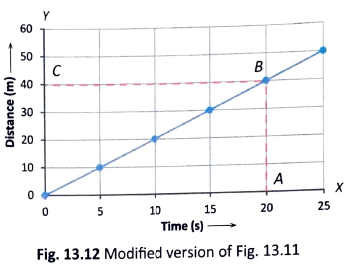 Y
60
50
C
B
40
30
20
10
0
A
X
0 5 10 15 20 25
Distance (m) ⟶
Time (s) ⟶
Fig. 13.12 Modified version of Fig. 13.11